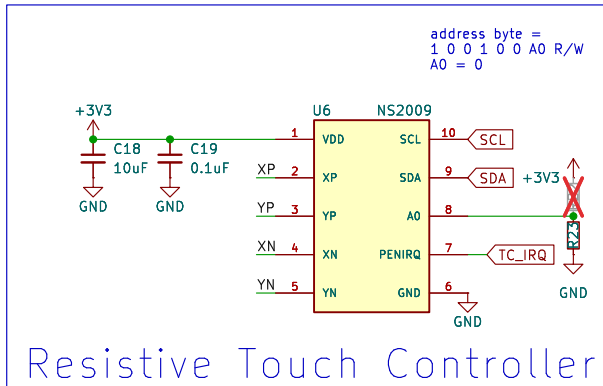 address byte =
1 0 0 1 0 0 A0 R/W
A0 = 0
+3V3
U6
NS2009
C18
10uF
C19
0.1uF
GND
GND
XP
YP
XN
YN
1
2
3
4
5
VDD
XP
YP
XN
YN
SCL
SDA
A0
PENIRQ
GND
10
9
8
7
6
SCL
SDA
TC_IRQ
GND
+3V3
R23
GND
Resistive Touch Controller